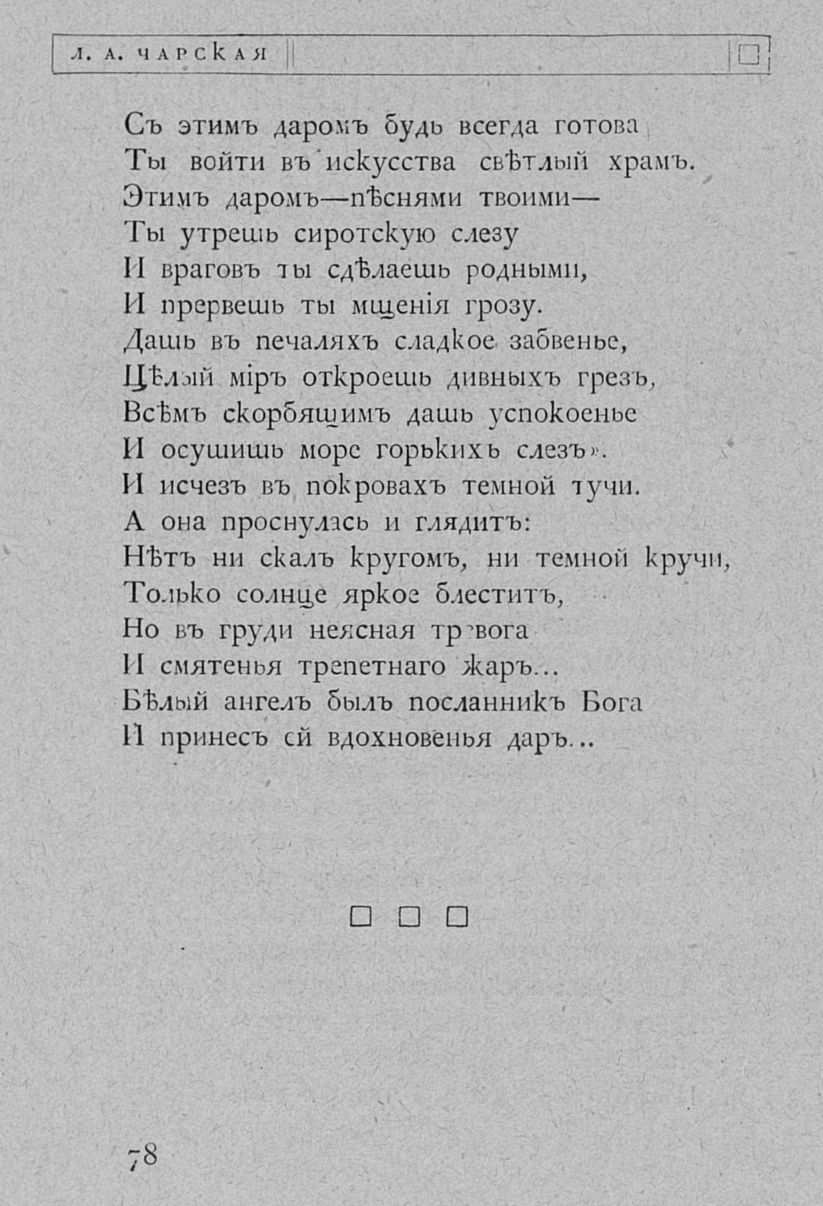 Л. А. ЧАРСКАЯ
Съ этимъ даромъ будь всегда готова
Ты войти въ искусства свѣтлый храмъ.
Этимъ даромъ—пѣснями твоими—
Ты утрешь сиротскую слезу
И враговъ ты сдѣлаешь родными,
И прервешь ты мщенія грозу.
Дашь въ печаляхъ сладкое забвенье,
Цѣлый міръ откроешь дивныхъ грезъ,
Всѣмъ скорбящимъ дашь успокоенье
И осушишь море горькихъ слезъ».
И исчезъ въ покровахъ темной тучи.
А она проснулась и глядитъ:
Нѣтъ ни скалъ кругомъ, ни темной кручи,
Только солнце яркое блеститъ,
Но въ груди неясная тревога
И смятенья трепетнаго жаръ...
Бѣлый ангелъ былъ посланникъ Бога
И принесъ ей вдохновенья даръ...
78